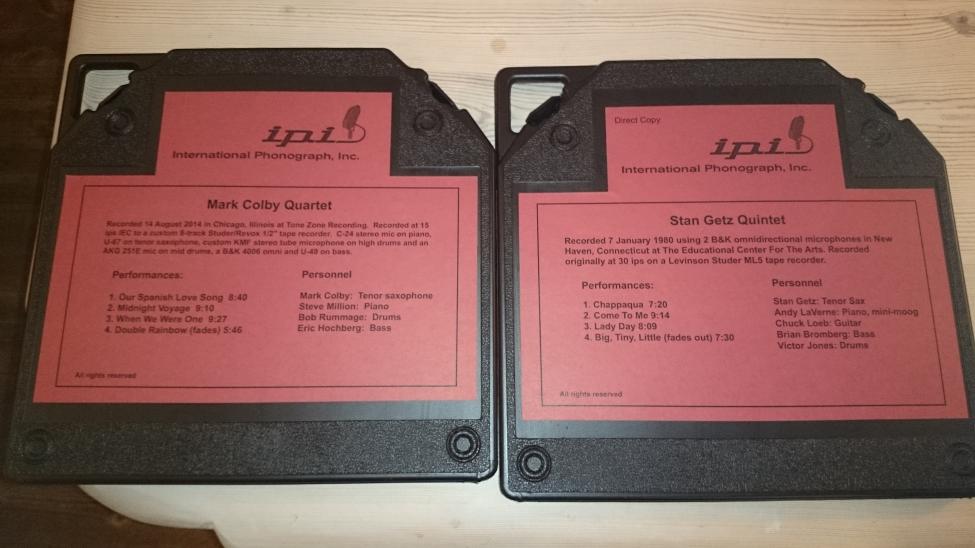 ipi
International Phonograph, Inc.
Mark Colby Quartet
Recorded 14 August 2014 in Chicago, Illinois at Tone Zone Recording. Recorded at 15
ips IEC to a custom 8-track Studer/Revox 1/2" tape recorder. C-24 stereo mic on piano,
U-67 on tenor saxophone, custom KMF stereo tube microphone on high drums and an
AKG 251E mic on mid drums, a B&K 4006 omni and U-49 on bass.
Performances:
1. Our Spanish Love Song 8:40
2. Midnight Voyage 9:10
3. When We Were One 9:27
4. Double Rainbow (fades) 5:46
Personnel
Mark Colby: Tenor saxophone
Steve Million: Piano
Bob Rummage: Drums
Eric Hochberg: Bass
All rights reserved
Direct Copy
ipi
International Phonograph, Inc.
Stan Getz Quintet
Recorded 7 January 1980 using 2 B&K omnidirectional microphones in New
Haven, Connecticut at The Educational Center For The Arts. Recorded
originally at 30 ips on a Levinson Studer ML5 tape recorder.
Performances:
1. Chappaqua 7:20
2. Come To Me 9:14
3. Lady Day 8:09
4. Big, Tiny, Little (fades out) 7:30
Personnel
Stan Getz: Tenor Sax
Andy LaVerne: Piano, mini-moog
Chuck Loeb: Guitar
Brian Bromberg: Bass
Victor Jones: Drums
All rights reserved